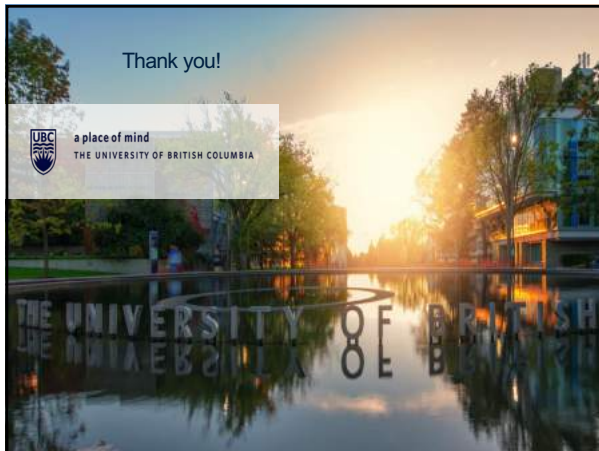 Thank you!
UBC
a place of mind
THE UNIVERSITY OF BRITISH COLUMBIA
THE UNIVERSITY OF BRITISH